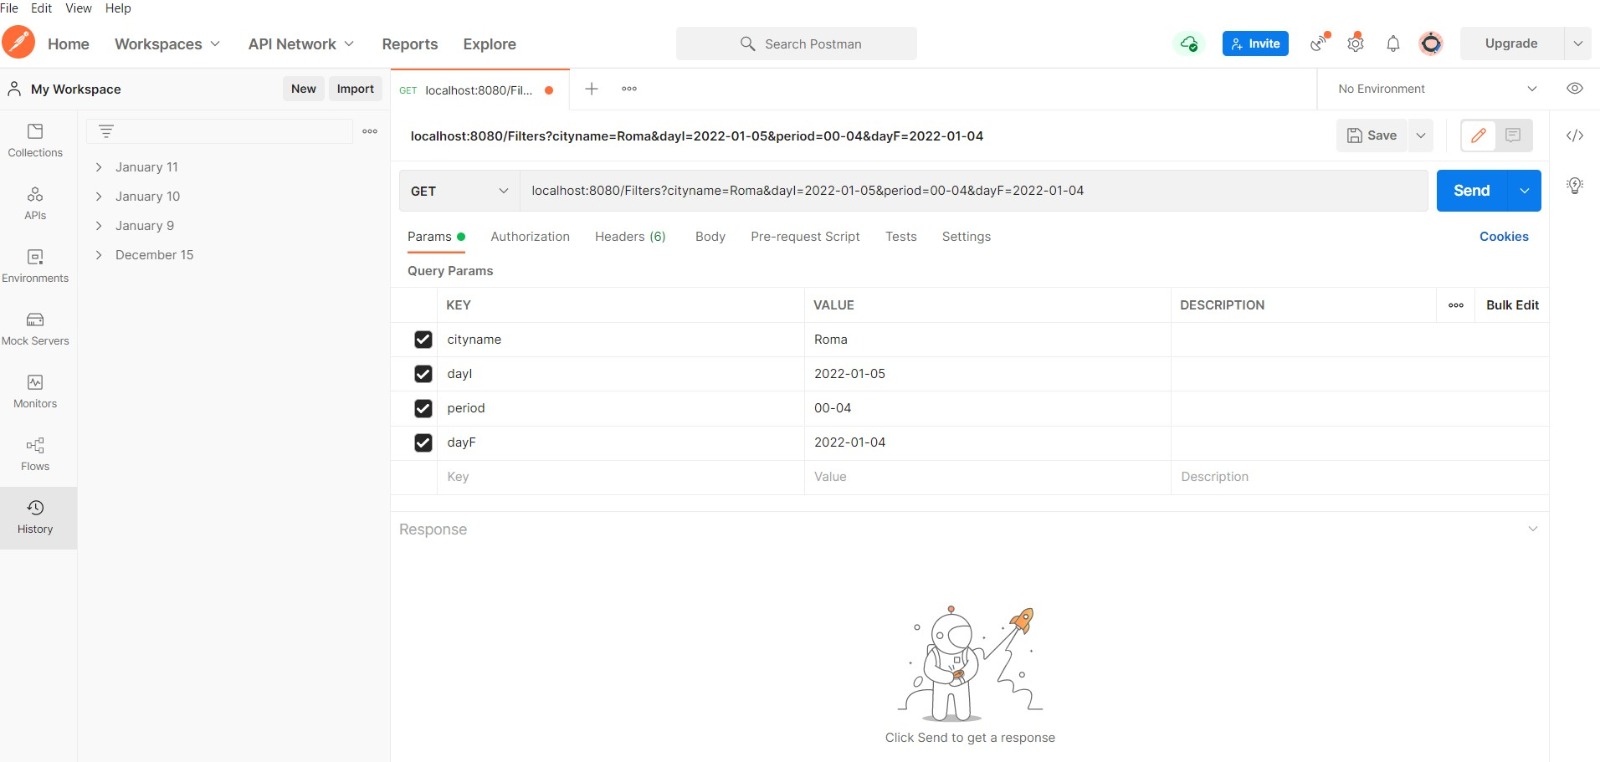 File Edit View Help
Home Workspaces API Network Reports Explore Search Postman Invite Upgrade
My Workspace New Import GET localhost:8080/Fil... No Environment
localhost:8080/Filters?cityname=Roma&dayI=2022-01-05&period=00-04&dayF=2022-01-04 Save
GET localhost:8080/Filters?cityname=Roma&dayI=2022-01-05&period=00-04&dayF=2022-01-04 Send
Collections
APIs
Environments
Mock Servers
Monitors
Flows
History
January 11
January 10
January 9
December 15
Params Authorization Headers (6) Body Pre-request Script Tests Settings Cookies
Query Params
KEY VALUE DESCRIPTION Bulk Edit
cityname Roma
dayI 2022-01-05
period 00-04
dayF 2022-01-04
Key Value Description
Response
Click Send to get a response